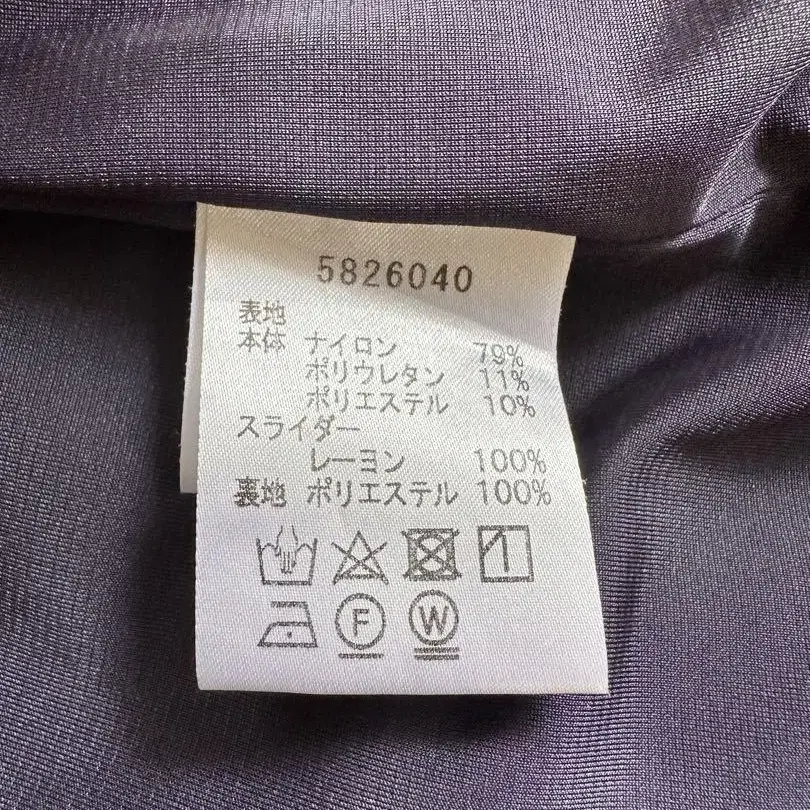 5826040
表地
本体 ナイロン 79%
ポリウレタン 11%
ポリエステル 10%
スライダー
レーヨン 100%
裏地 ポリエステル 100%
F W